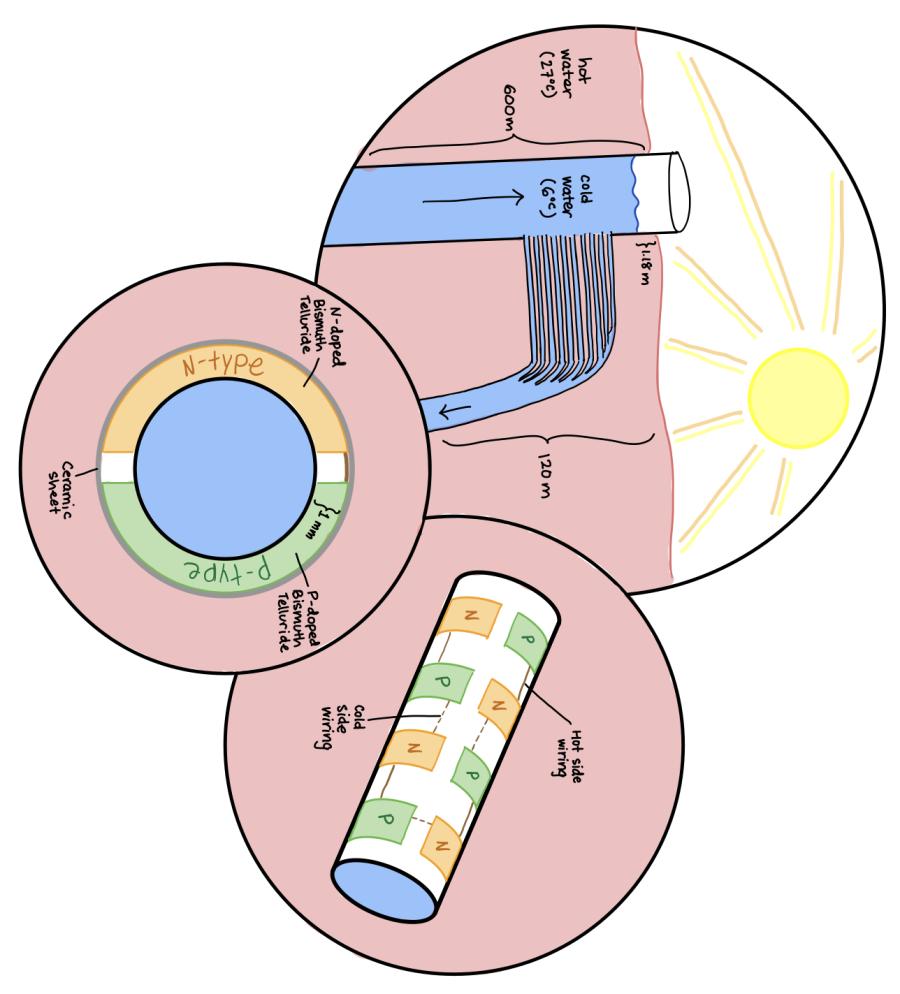 }1.18m
hot
water
(27°C)
cold
water
(6°C)
600m
120 m
N-doped
Bismuth
Telluride
N-type
P-type
1 mm
P-doped
Bismuth
Telluride
Ceramic
sheet
Hot side
wiring
P
N
P
N
N
P
N
P
Cold
side
wiring